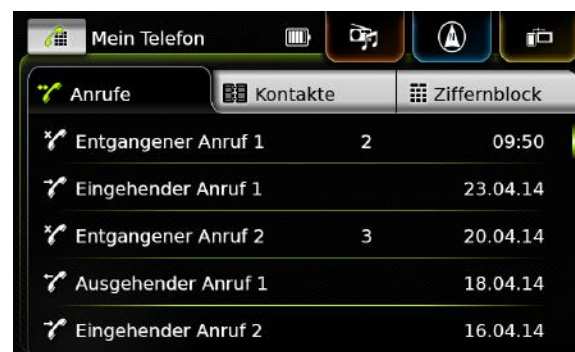 Mein Telefon
Anrufe Kontakte Ziffernblock
Entgangener Anruf 1 2 09:50
Eingehender Anruf 1 23.04.14
Entgangener Anruf 2 3 20.04.14
Ausgehender Anruf 1 18.04.14
Eingehender Anruf 2 16.04.14